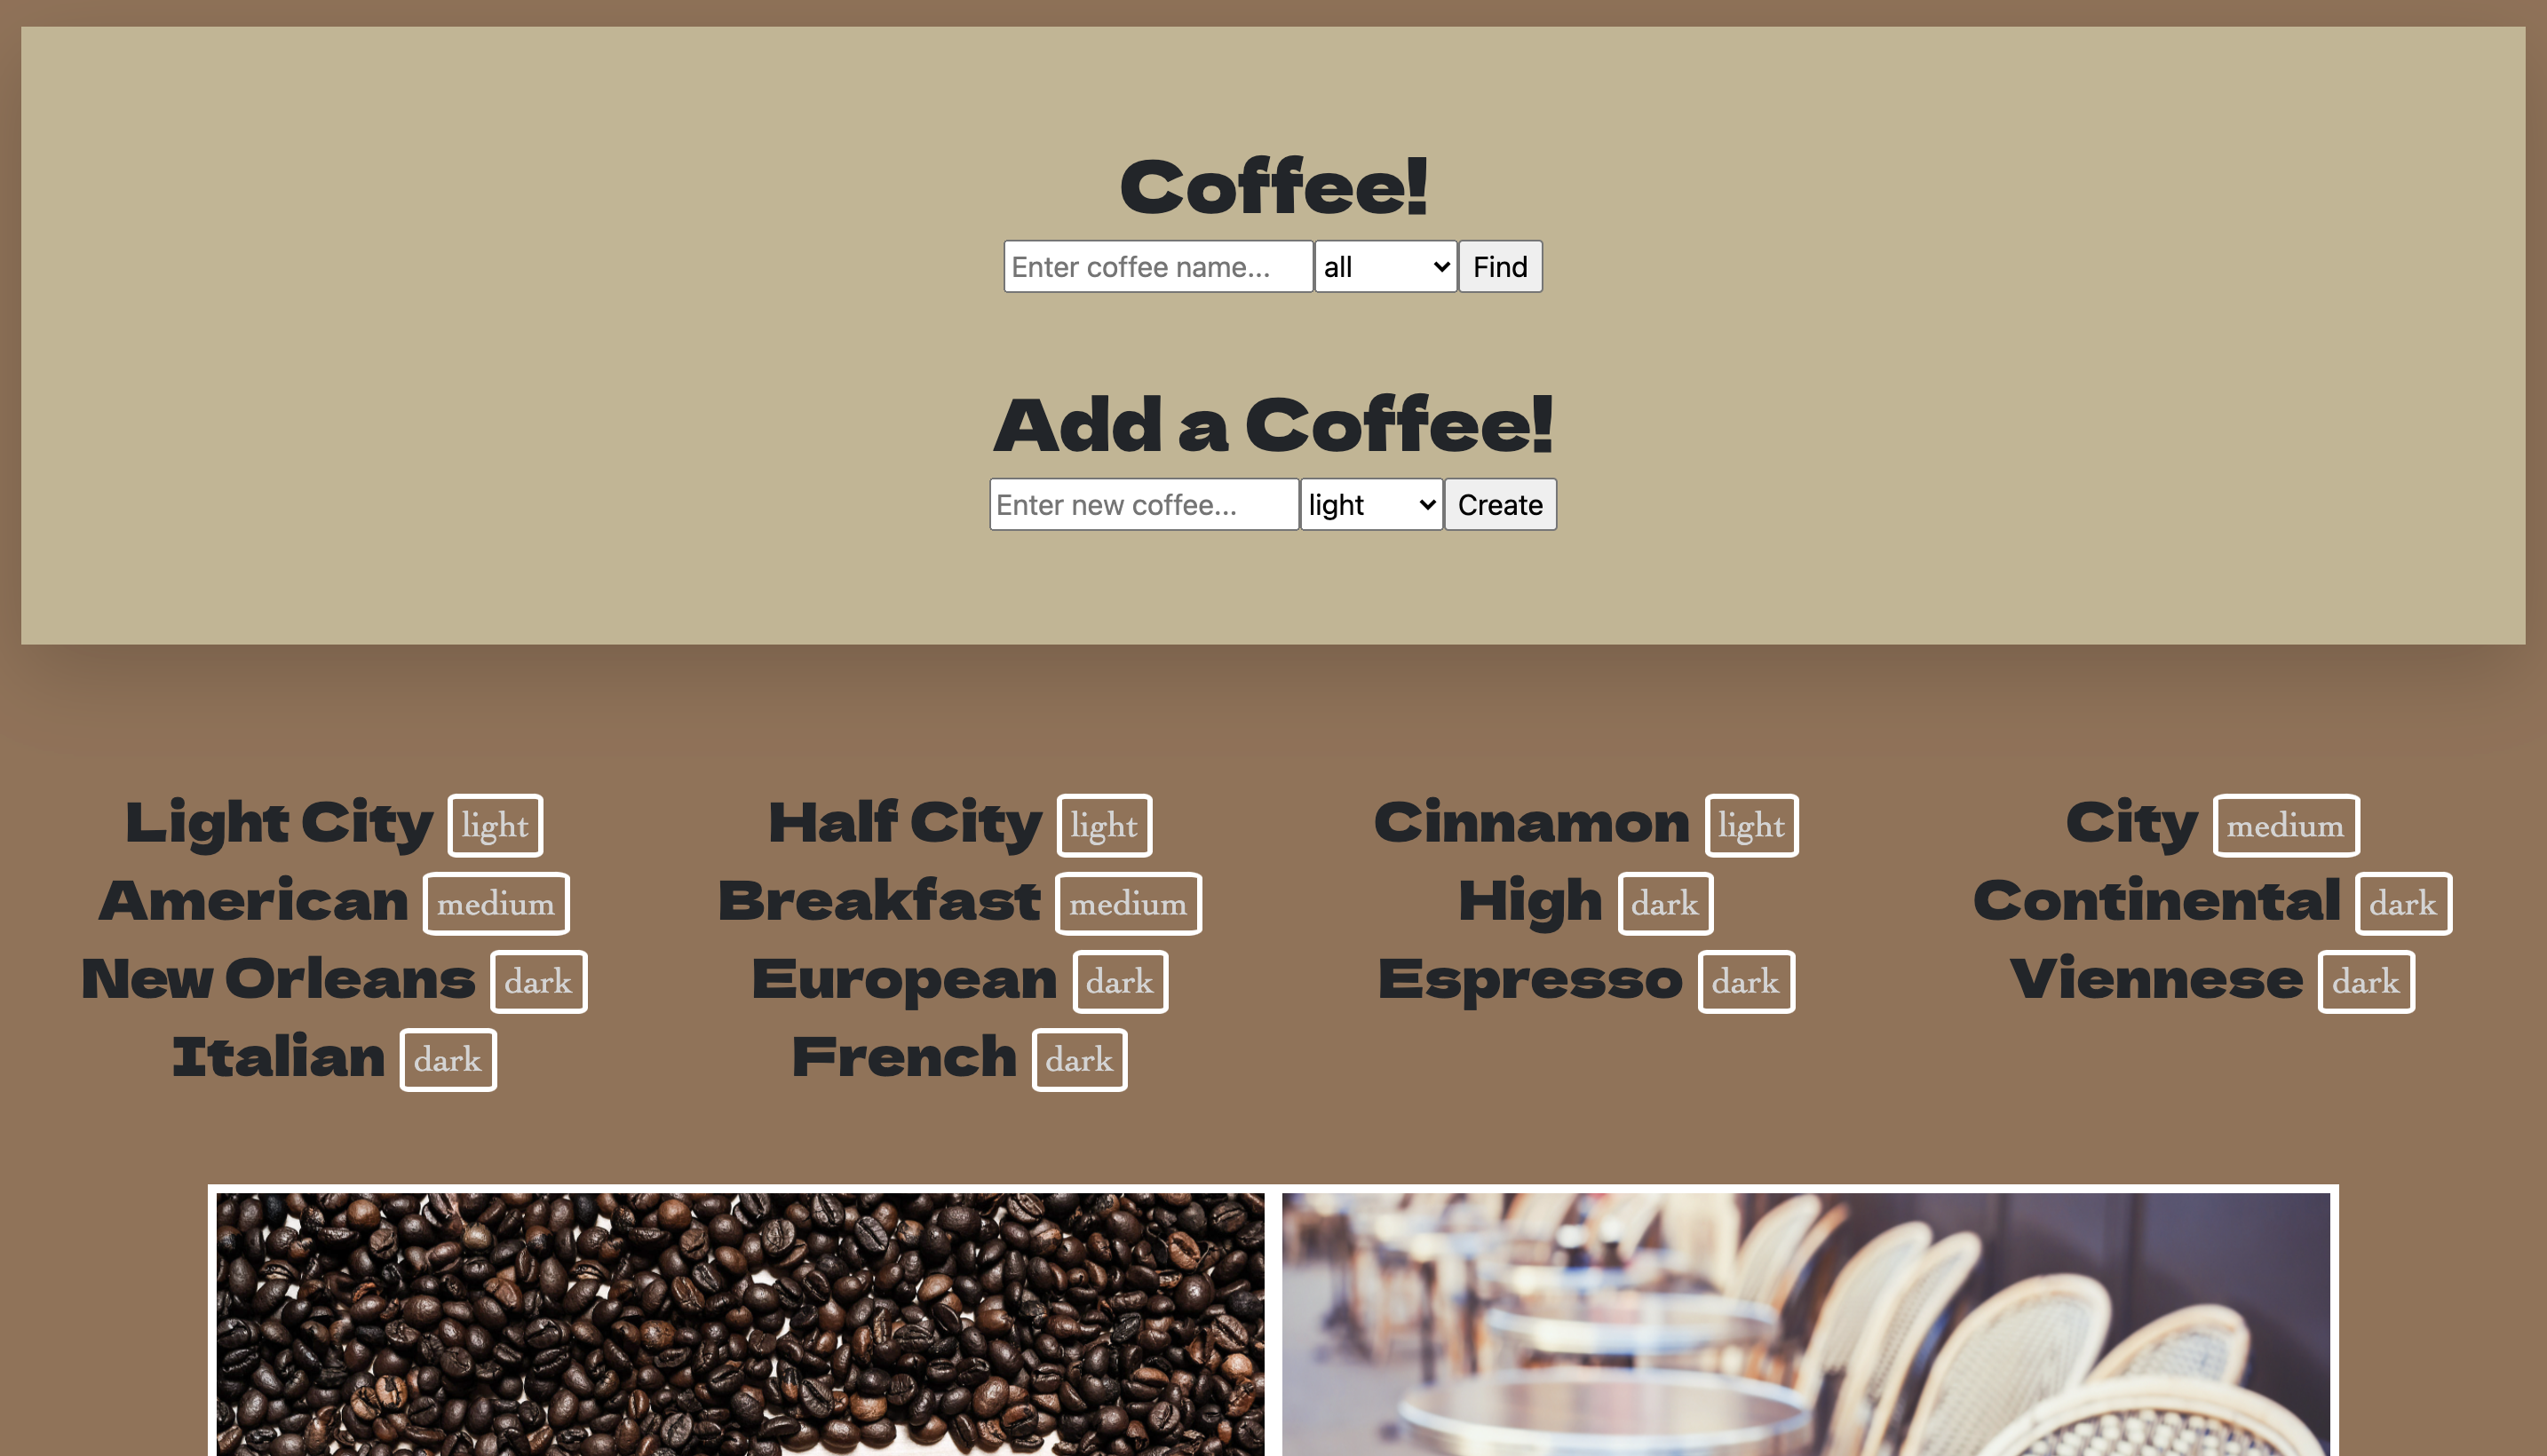 Coffee!
Enter coffee name... all Find
Add a Coffee!
Enter new coffee... light Create
Light City light Half City light Cinnamon light City medium
American medium Breakfast medium High dark Continental dark
New Orleans dark European dark Espresso dark Viennese dark
Italian dark French dark